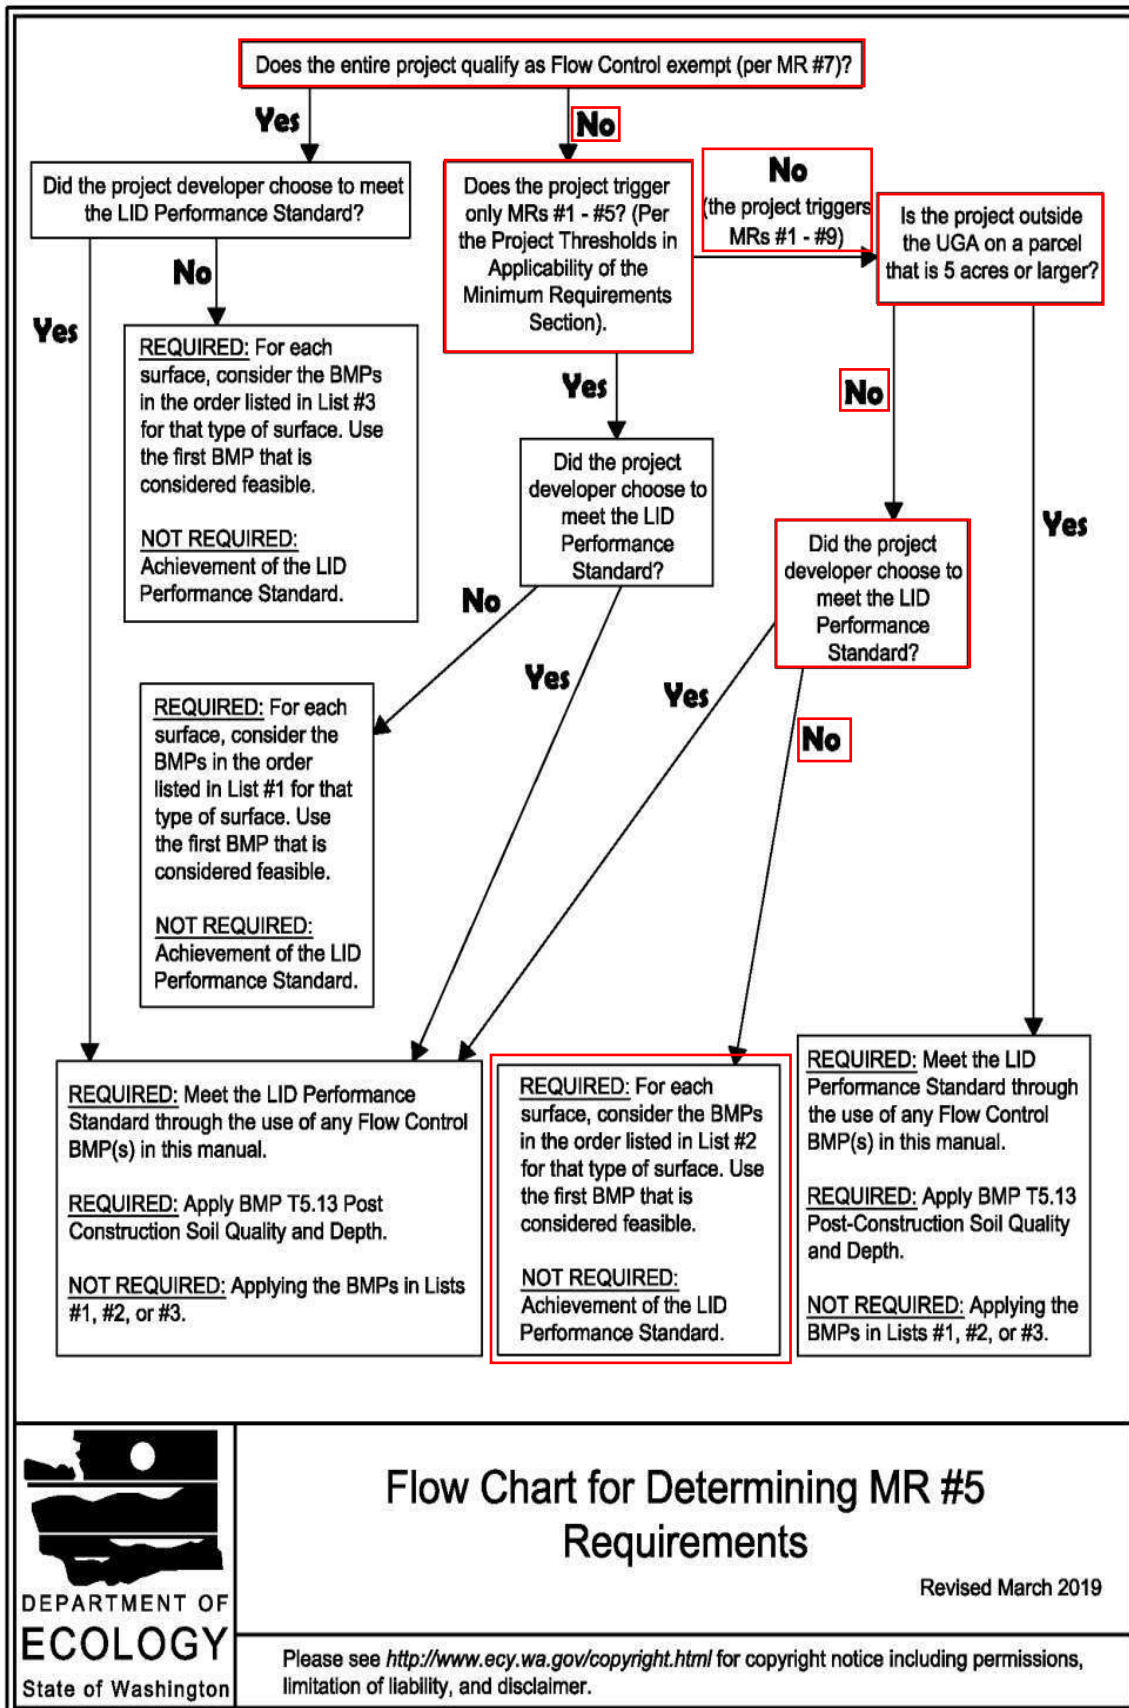 Does the entire project qualify as Flow Control exempt (per MR #7)?
Yes
No
Did the project developer choose to meet
the LID Performance Standard?
Does the project trigger
only MRs #1 - #5? (Per
the Project Thresholds in
Applicability of the
Minimum Requirements
Section).
No
(the project triggers
MRs #1 - #9)
Is the project outside
the UGA on a parcel
that is 5 acres or larger?
No
Yes
REQUIRED: For each
surface, consider the BMPs
in the order listed in List #3
for that type of surface. Use
the first BMP that is
considered feasible.
NOT REQUIRED:
Achievement of the LID
Performance Standard.
Yes
No
Did the project
developer choose to
meet the LID
Performance
Standard?
Yes
Did the project
developer choose to
meet the LID
Performance
Standard?
No
Yes
Yes
No
REQUIRED: For each
surface, consider the
BMPs in the order
listed in List #1 for that
type of surface. Use
the first BMP that is
considered feasible.
NOT REQUIRED:
Achievement of the LID
Performance Standard.
REQUIRED: Meet the LID Performance
Standard through the use of any Flow Control
BMP(s) in this manual.
REQUIRED: Apply BMP T5.13 Post
Construction Soil Quality and Depth.
NOT REQUIRED: Applying the BMPs in Lists
#1, #2, or #3.
REQUIRED: For each
surface, consider the BMPs
in the order listed in List #2
for that type of surface. Use
the first BMP that is
considered feasible.
NOT REQUIRED:
Achievement of the LID
Performance Standard.
REQUIRED: Meet the LID
Performance Standard through
the use of any Flow Control
BMP(s) in this manual.
REQUIRED: Apply BMP T5.13
Post-Construction Soil Quality
and Depth.
NOT REQUIRED: Applying the
BMPs in Lists #1, #2, or #3.
DEPARTMENT OF
ECOLOGY
State of Washington
Flow Chart for Determining MR #5
Requirements
Revised March 2019
Please see http://www.ecy.wa.gov/copyright.html for copyright notice including permissions,
limitation of liability, and disclaimer.